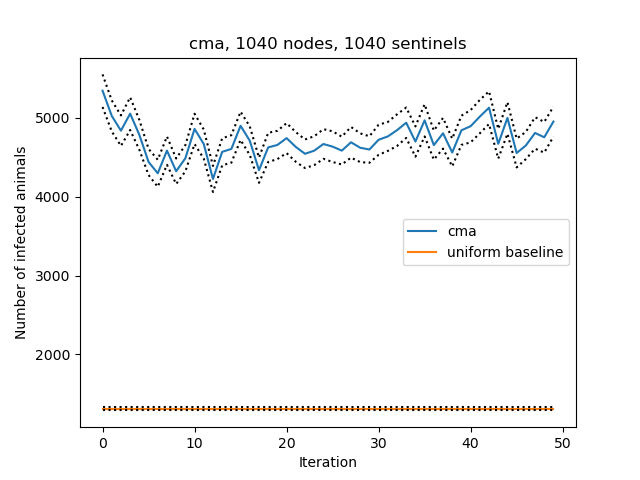 cma, 1040 nodes, 1040 sentinels
Number of infected animals
5000
4000
3000
2000
cma
uniform baseline
0
10
20
30
40
50
Iteration